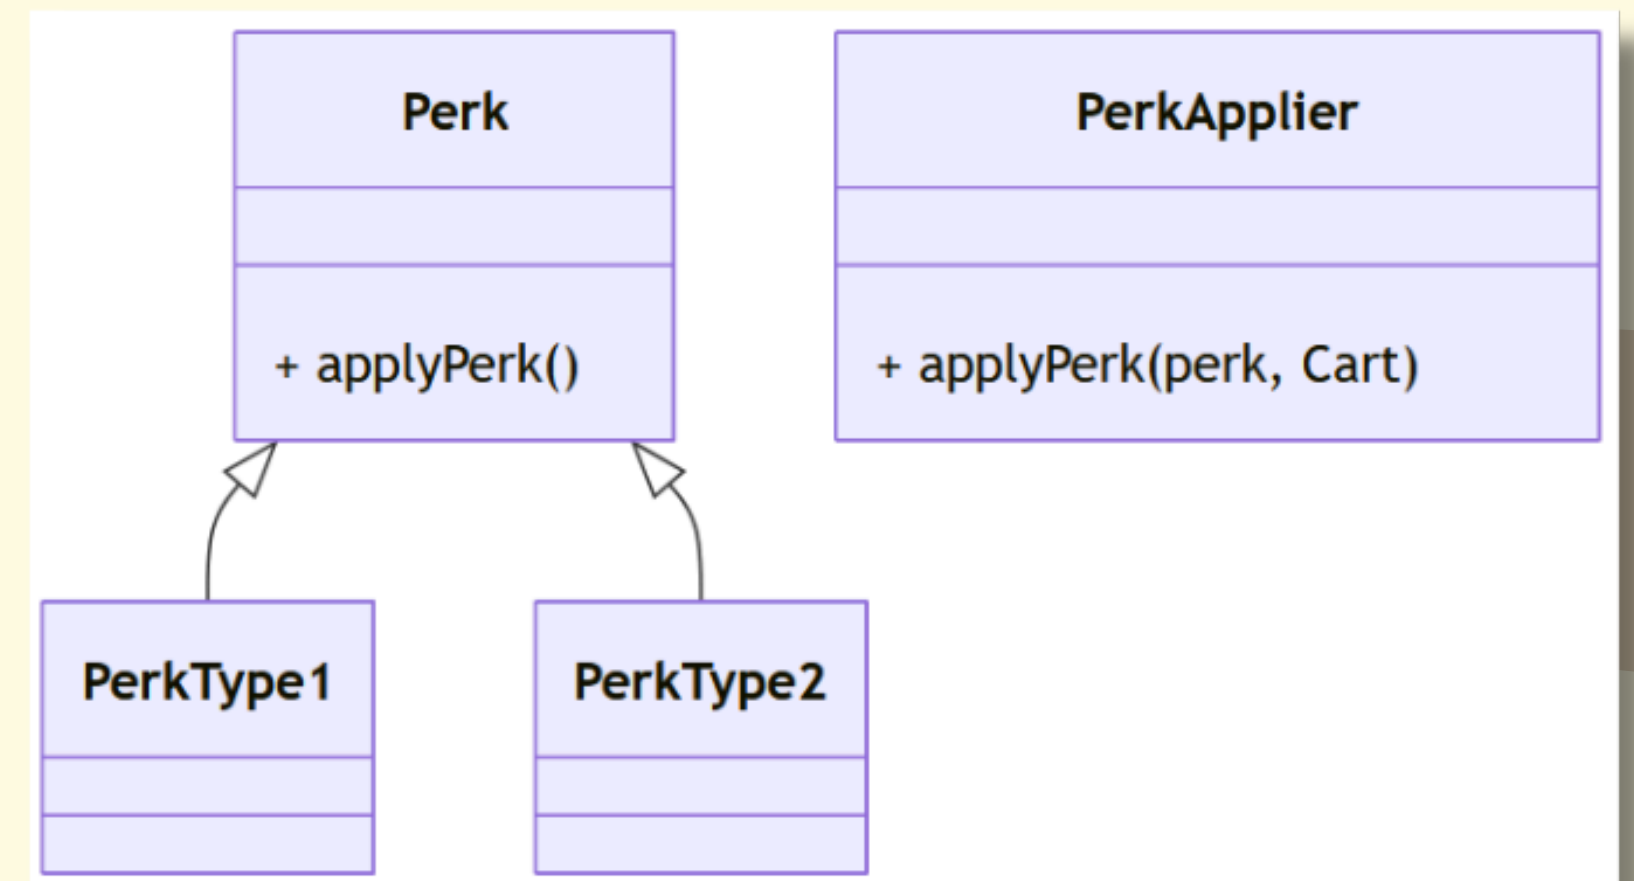 Perk
PerkApplier
+ applyPerk()
+ applyPerk(perk, Cart)
PerkType1
PerkType2